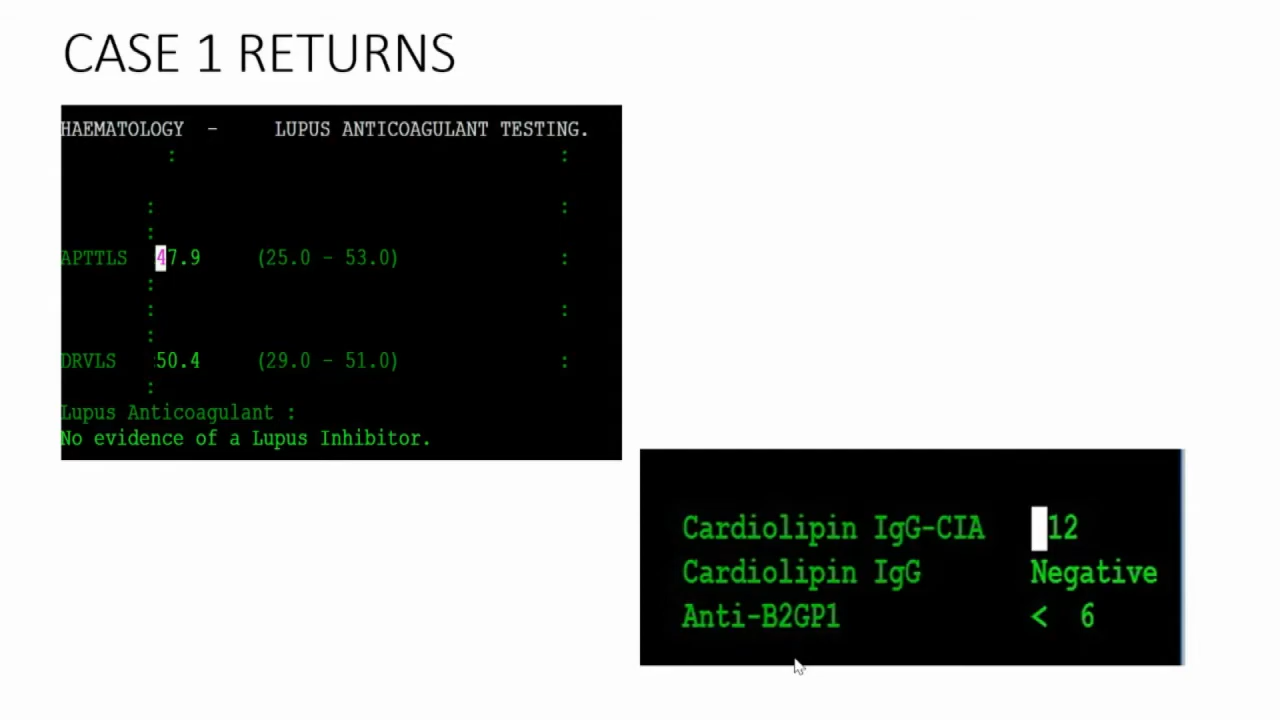 CASE 1 RETURNS
HAEMATOLOGY - LUPUS ANTICOAGULANT TESTING.
: :
: :
:
APTTLS 47.9 (25.0 - 53.0) :
:
: :
:
DRVLS :50.4 (29.0 - 51.0) :
:
Lupus Anticoagulant :
No evidence of a Lupus Inhibitor.
Cardiolipin IgG-CIA 12
Cardiolipin IgG Negative
Anti-B2GP1 < 6